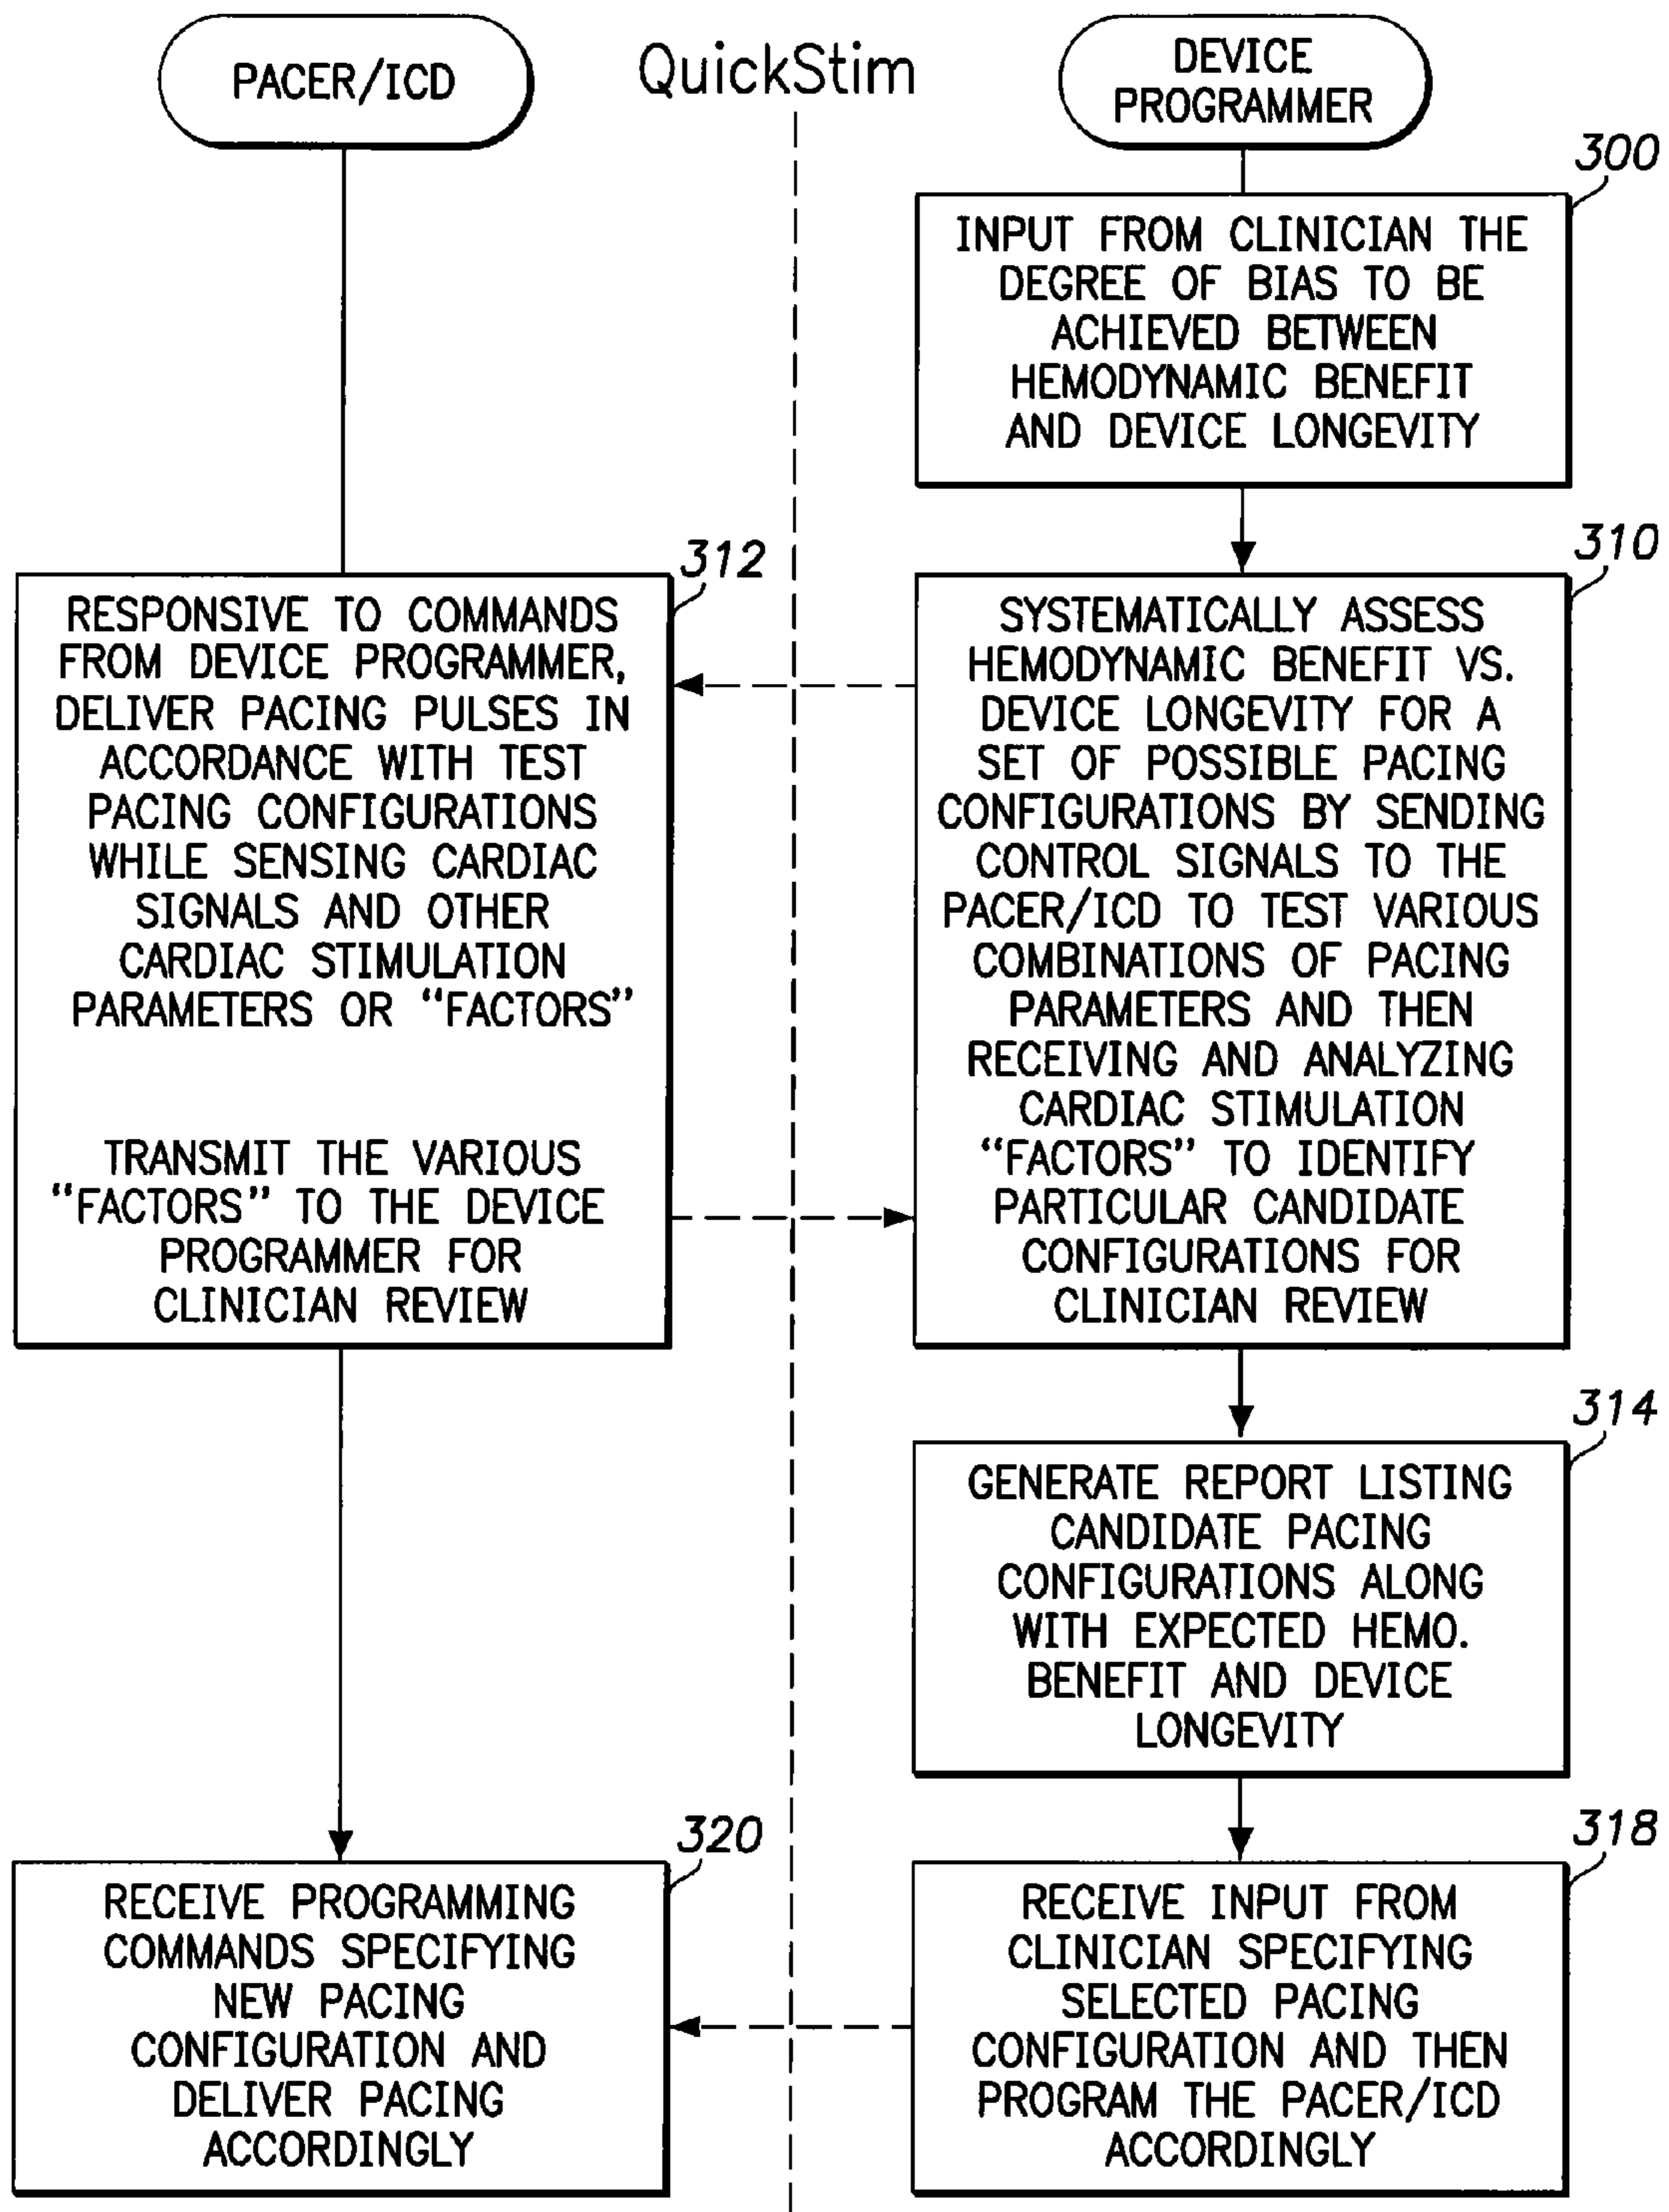 PACER/ICD
QuickStim
DEVICE
PROGRAMMER
300
INPUT FROM CLINICIAN THE
DEGREE OF BIAS TO BE
ACHIEVED BETWEEN
HEMODYNAMIC BENEFIT
AND DEVICE LONGEVITY
312
RESPONSIVE TO COMMANDS
FROM DEVICE PROGRAMMER,
DELIVER PACING PULSES IN
ACCORDANCE WITH TEST
PACING CONFIGURATIONS
WHILE SENSING CARDIAC
SIGNALS AND OTHER
CARDIAC STIMULATION
PARAMETERS OR “FACTORS”
TRANSMIT THE VARIOUS
“FACTORS” TO THE DEVICE
PROGRAMMER FOR
CLINICIAN REVIEW
310
SYSTEMATICALLY ASSESS
HEMODYNAMIC BENEFIT VS.
DEVICE LONGEVITY FOR A
SET OF POSSIBLE PACING
CONFIGURATIONS BY SENDING
CONTROL SIGNALS TO THE
PACER/ICD TO TEST VARIOUS
COMBINATIONS OF PACING
PARAMETERS AND THEN
RECEIVING AND ANALYZING
CARDIAC STIMULATION
“FACTORS” TO IDENTIFY
PARTICULAR CANDIDATE
CONFIGURATIONS FOR
CLINICIAN REVIEW
314
GENERATE REPORT LISTING
CANDIDATE PACING
CONFIGURATIONS ALONG
WITH EXPECTED HEMO.
BENEFIT AND DEVICE
LONGEVITY
320
RECEIVE PROGRAMMING
COMMANDS SPECIFYING
NEW PACING
CONFIGURATION AND
DELIVER PACING
ACCORDINGLY
318
RECEIVE INPUT FROM
CLINICIAN SPECIFYING
SELECTED PACING
CONFIGURATION AND THEN
PROGRAM THE PACER/ICD
ACCORDINGLY